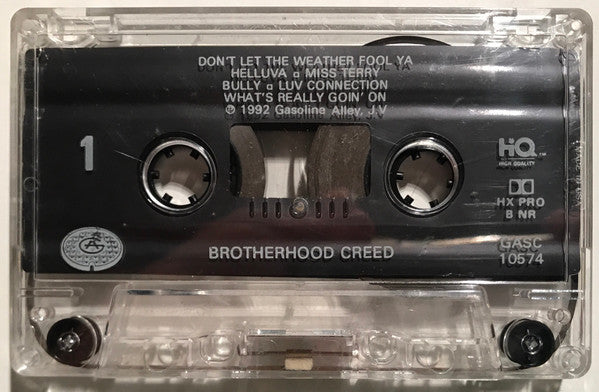 DON'T LET THE WEATHER FOOL YA
HELLUVA ¤ MISS TERRY
BULLY ¤ LUV CONNECTION
WHAT'S REALLY GOIN' ON
℗ 1992 Gasoline Alley, J.V
1
HQ TM
HIGH QUALITY
HX PRO
B NR
GASC
10574
BROTHERHOOD CREED